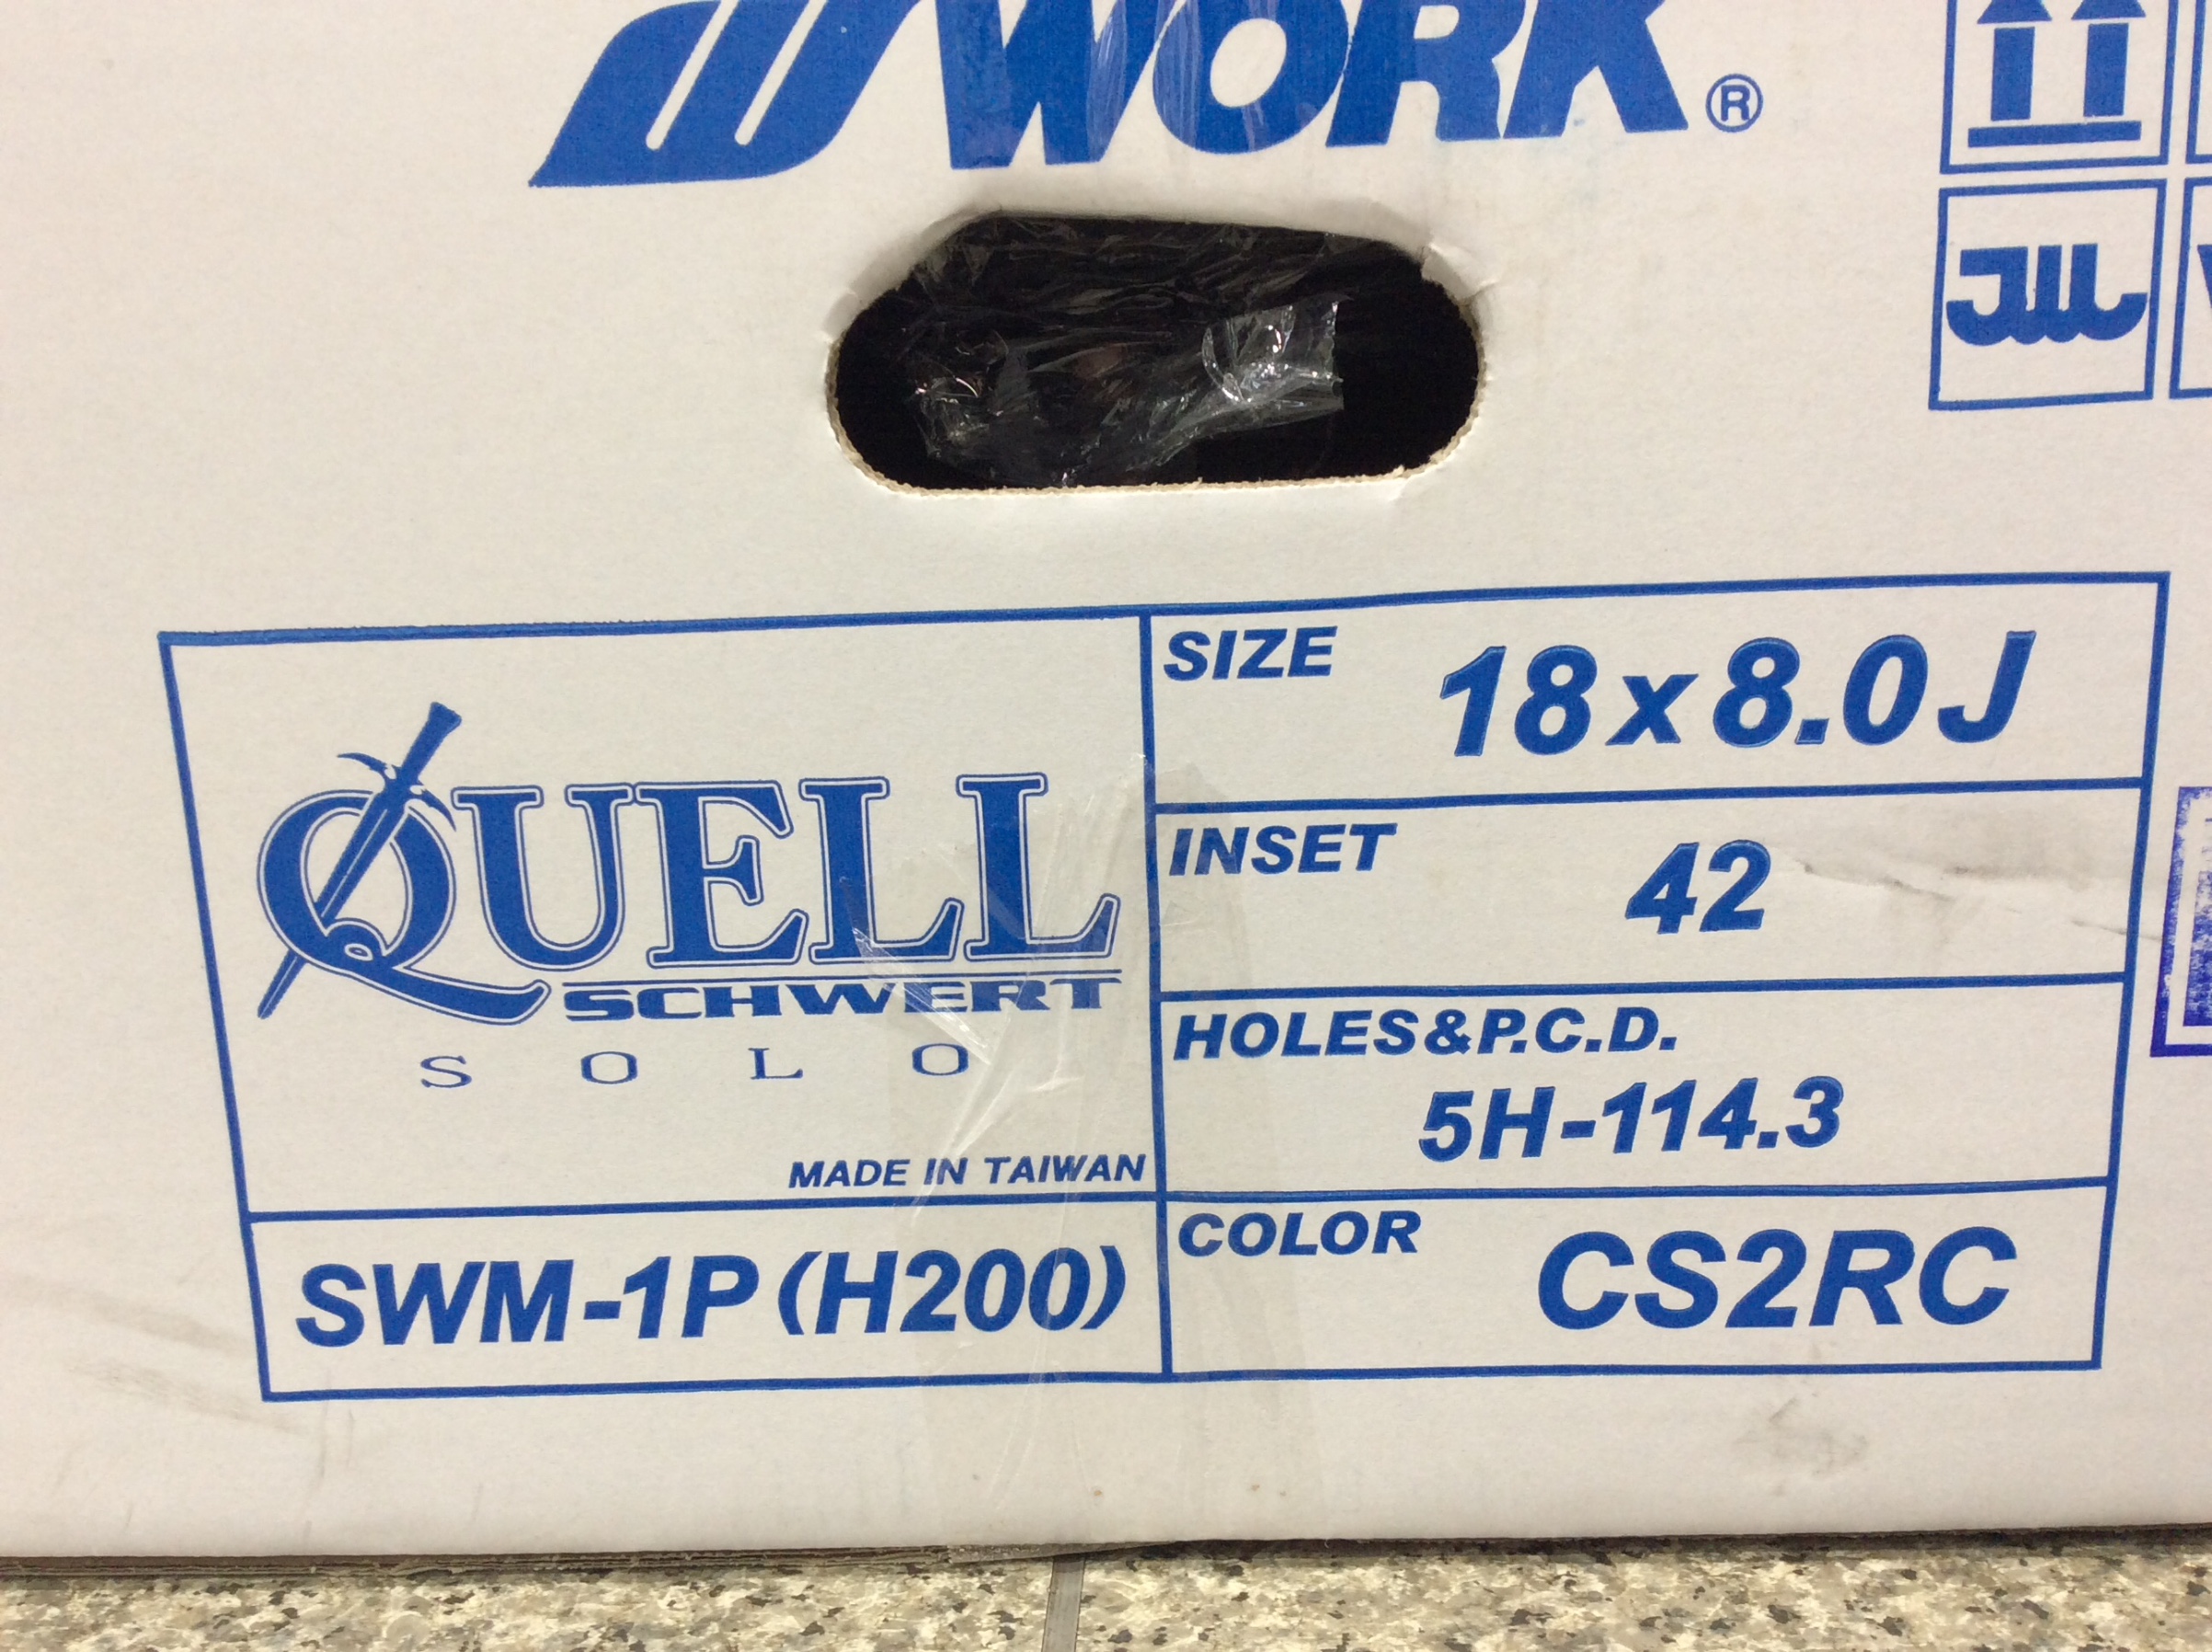 WORK®
JWL
QUELL
SCHWERT
SOLO
MADE IN TAIWAN
SWM-1P (H200)
SIZE 18x8.0J
INSET 42
HOLES&P.C.D.
5H-114.3
COLOR CS2RC